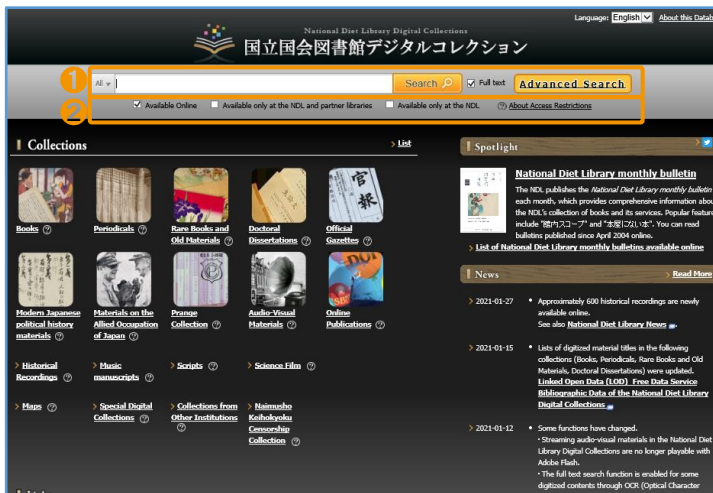 Language: English About this Datab
National Diet Library Digital Collections
国立国会図書館デジタルコレクション
1 All Search Full text Advanced Search
2 Available Online Available only at the NDL and partner libraries Available only at the NDL ? About Access Restrictions
Collections > List
Books ?
Periodicals ?
Rare Books and
Old Materials ?
Doctoral
Dissertations ?
Official
Gazettes ?
Modern Japanese
political history
materials ?
Materials on the
Allied Occupation
of Japan ?
Prange
Collection ?
Audio-Visual
Materials ?
Online
Publications ?
> Historical
Recordings ?
> Music
manuscripts ?
> Scripts ?
> Science Film ?
> Maps ?
> Special Digital
Collections ?
> Collections from
Other Institutions
?
> Naimusho
Keihokyoku
Censorship
Collection ?
Spotlight >
National Diet Library monthly bulletin
The NDL publishes the National Diet Library monthly bulletin
each month, which provides comprehensive information abou
the NDL's collection of books and its services. Popular feature
include "館内スコープ" and "本屋にない本". You can read
bulletins published since April 2004 online.
> List of National Diet Library monthly bulletins available online
News > Read More
> 2021-01-27 • Approximately 600 historical recordings are newly
available online.
See also National Diet Library News
> 2021-01-15 • Lists of digitized material titles in the following
collections (Books, Periodicals, Rare Books and Old
Materials, Doctoral Dissertations) were updated.
Linked Open Data (LOD) Free Data Service
Bibliographic Data of the National Diet Library
Digital Collections
> 2021-01-12 • Some functions have changed.
・Streaming audio-visual materials in the National Diet
Library Digital Collections are no longer playable with
Adobe Flash.
・The full text search function is enabled for some
digitized contents through OCR (Optical Character